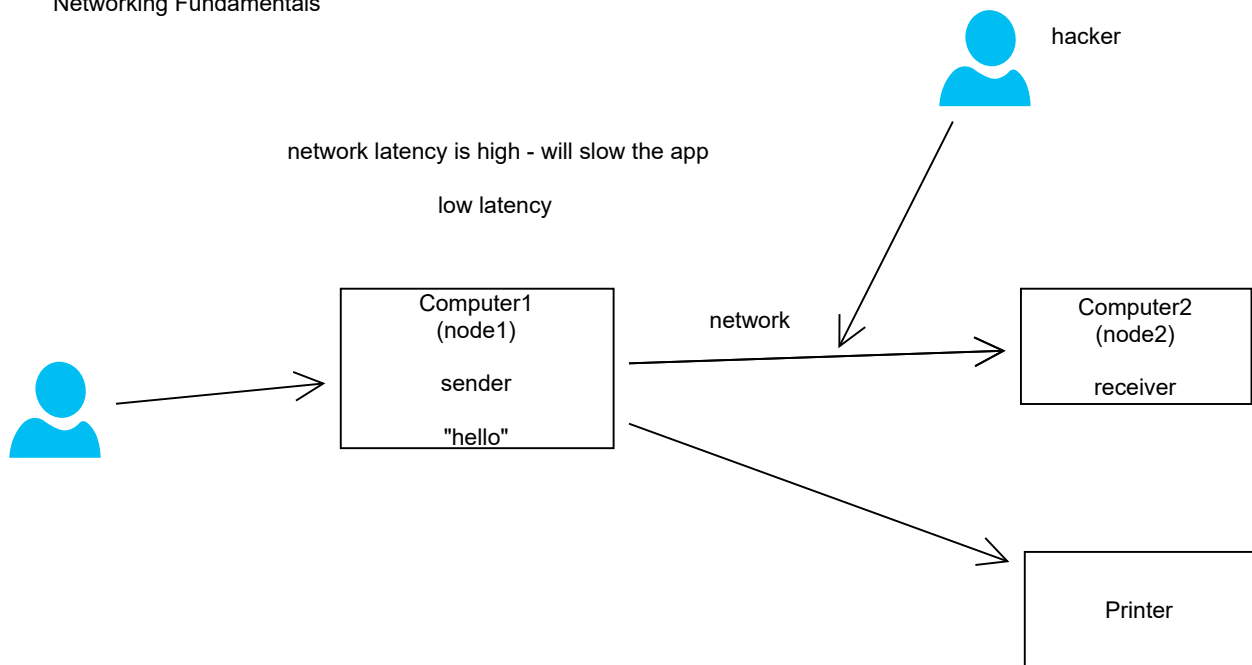 Networking Fundamentals
hacker
network latency is high - will slow the app
low latency
Computer1
(node1)
sender
"hello"
network
Computer2
(node2)
receiver
Printer